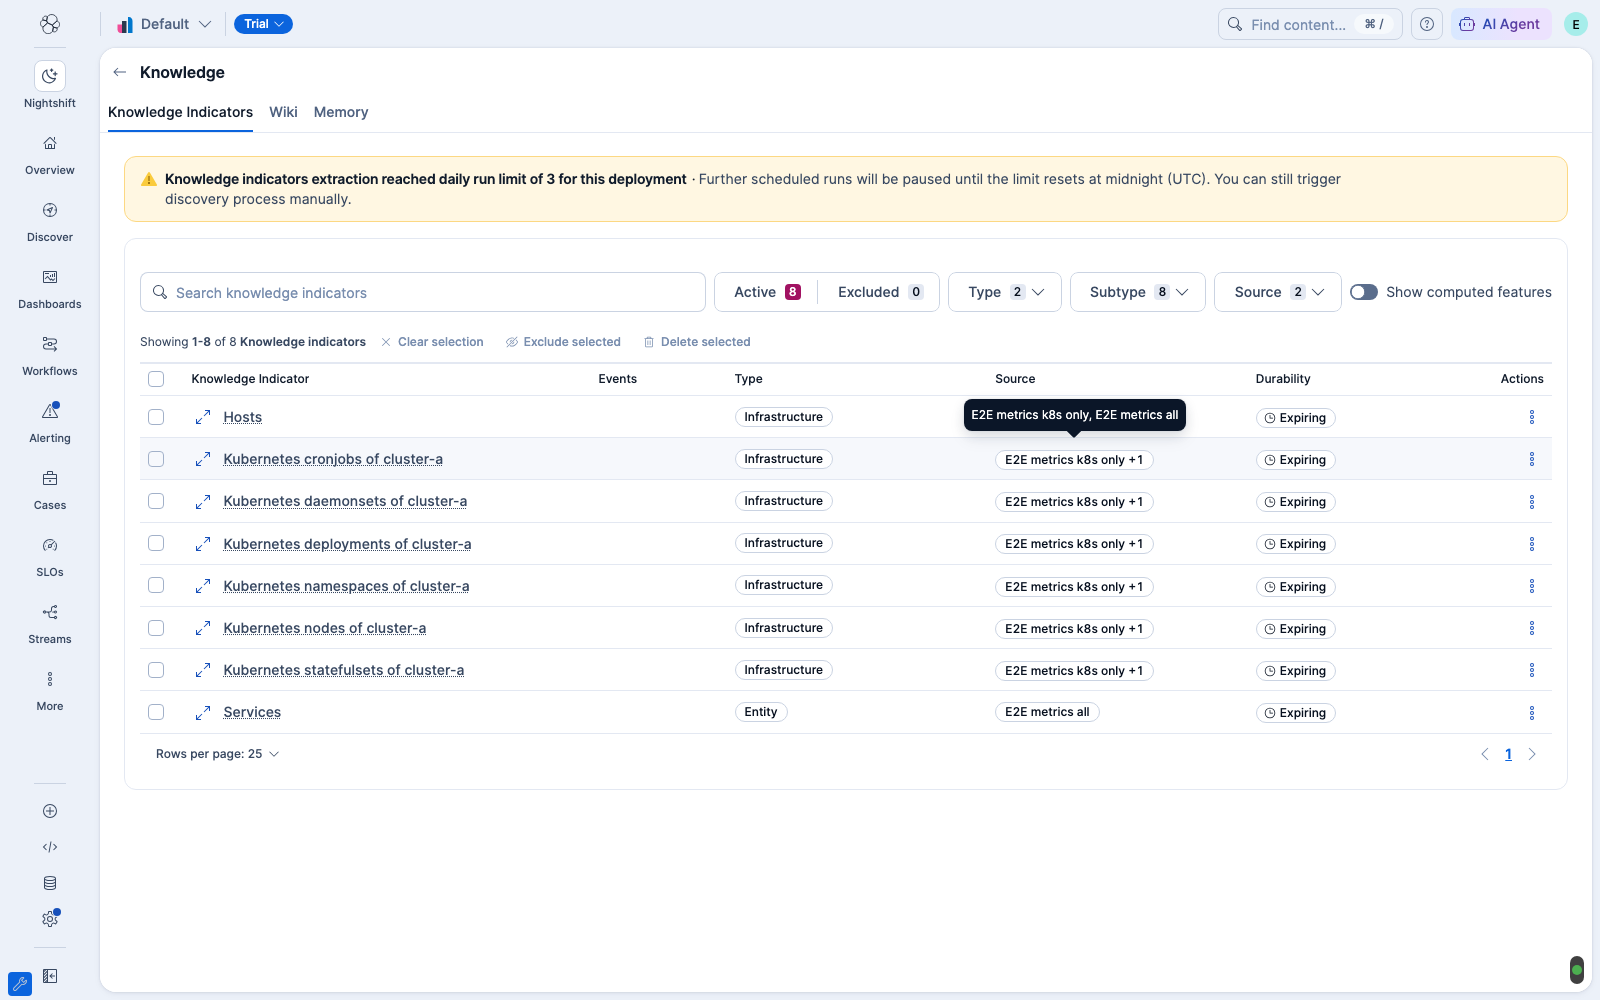 Default
Trial
Find content...
⌘ /
AI Agent
E
Nightshift
Overview
Discover
Dashboards
Workflows
Alerting
Cases
SLOs
Streams
More
Knowledge
Knowledge Indicators
Wiki
Memory
Knowledge indicators extraction reached daily run limit of 3 for this deployment · Further scheduled runs will be paused until the limit resets at midnight (UTC). You can still trigger
discovery process manually.
Search knowledge indicators
Active 8
Excluded 0
Type 2
Subtype 8
Source 2
Show computed features
Showing 1-8 of 8 Knowledge indicators
Clear selection
Exclude selected
Delete selected
Knowledge Indicator Events Type Source Durability Actions
E2E metrics k8s only, E2E metrics all
Hosts Infrastructure Expiring
Kubernetes cronjobs of cluster-a Infrastructure E2E metrics k8s only +1 Expiring
Kubernetes daemonsets of cluster-a Infrastructure E2E metrics k8s only +1 Expiring
Kubernetes deployments of cluster-a Infrastructure E2E metrics k8s only +1 Expiring
Kubernetes namespaces of cluster-a Infrastructure E2E metrics k8s only +1 Expiring
Kubernetes nodes of cluster-a Infrastructure E2E metrics k8s only +1 Expiring
Kubernetes statefulsets of cluster-a Infrastructure E2E metrics k8s only +1 Expiring
Services Entity E2E metrics all Expiring
Rows per page: 25
1